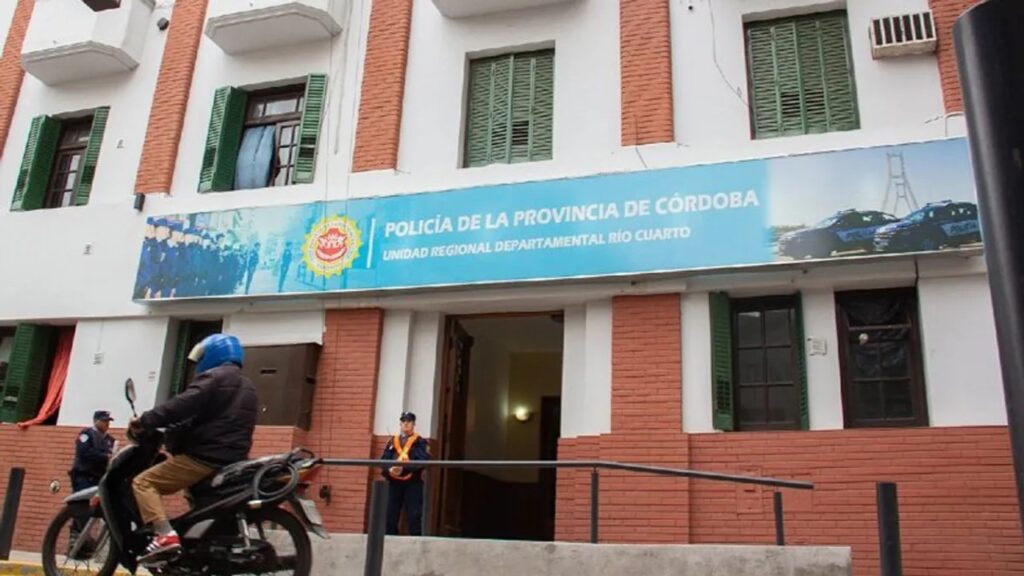 POLICÍA DE LA PROVINCIA DE CÓRDOBA
UNIDAD REGIONAL DEPARTAMENTAL RÍO CUARTO